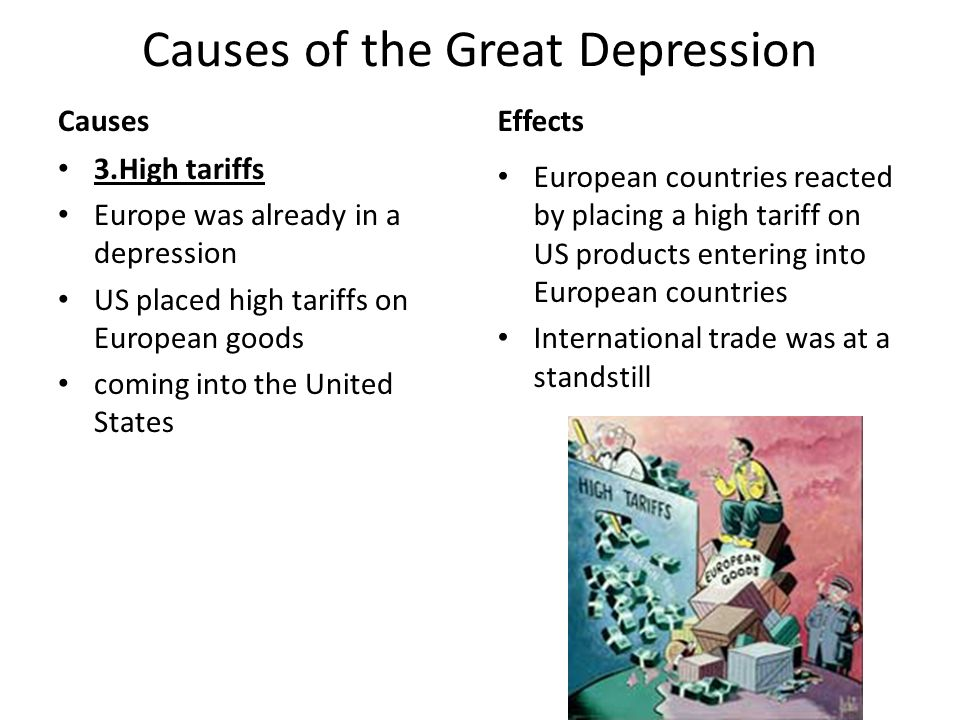 Causes of the Great Depression
Causes
• 3.High tariffs
• Europe was already in a
depression
• US placed high tariffs on
European goods
• coming into the United
States
Effects
• European countries reacted
by placing a high tariff on
US products entering into
European countries
• International trade was at a
standstill
HIGH TARIFFS
EUROPEAN
GOODS